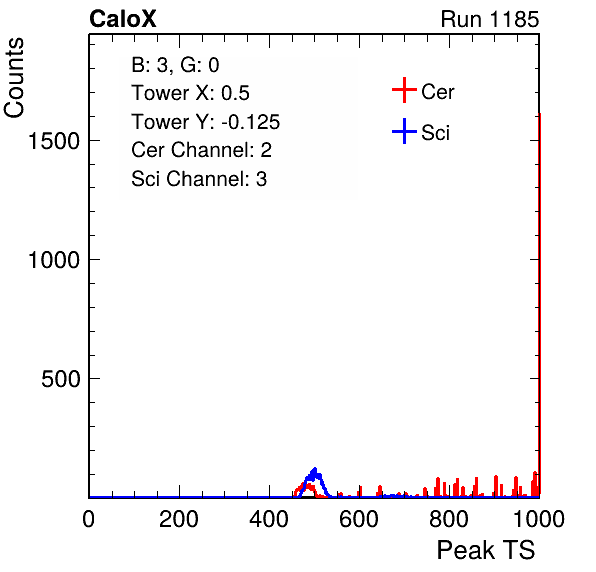 CaloX Run 1185
Counts
B: 3, G: 0
Tower X: 0.5
Tower Y: -0.125
Cer Channel: 2
Sci Channel: 3
Cer
Sci
1500
1000
500
0 200 400 600 800 1000
Peak TS